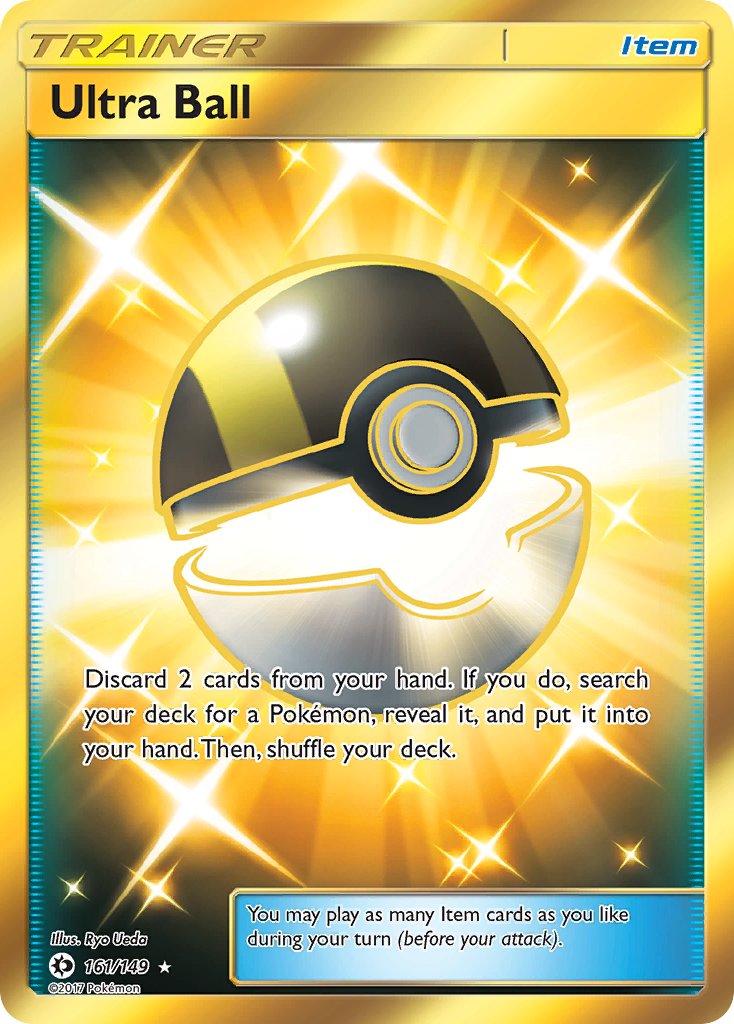 TRAINER
Item
Ultra Ball
Discard 2 cards from your hand. If you do, search
your deck for a Pokémon, reveal it, and put it into
your hand. Then, shuffle your deck.
You may play as many Item cards as you like
during your turn (before your attack).
Illus. Ryo Ueda
161/149 ★
©2017 Pokémon